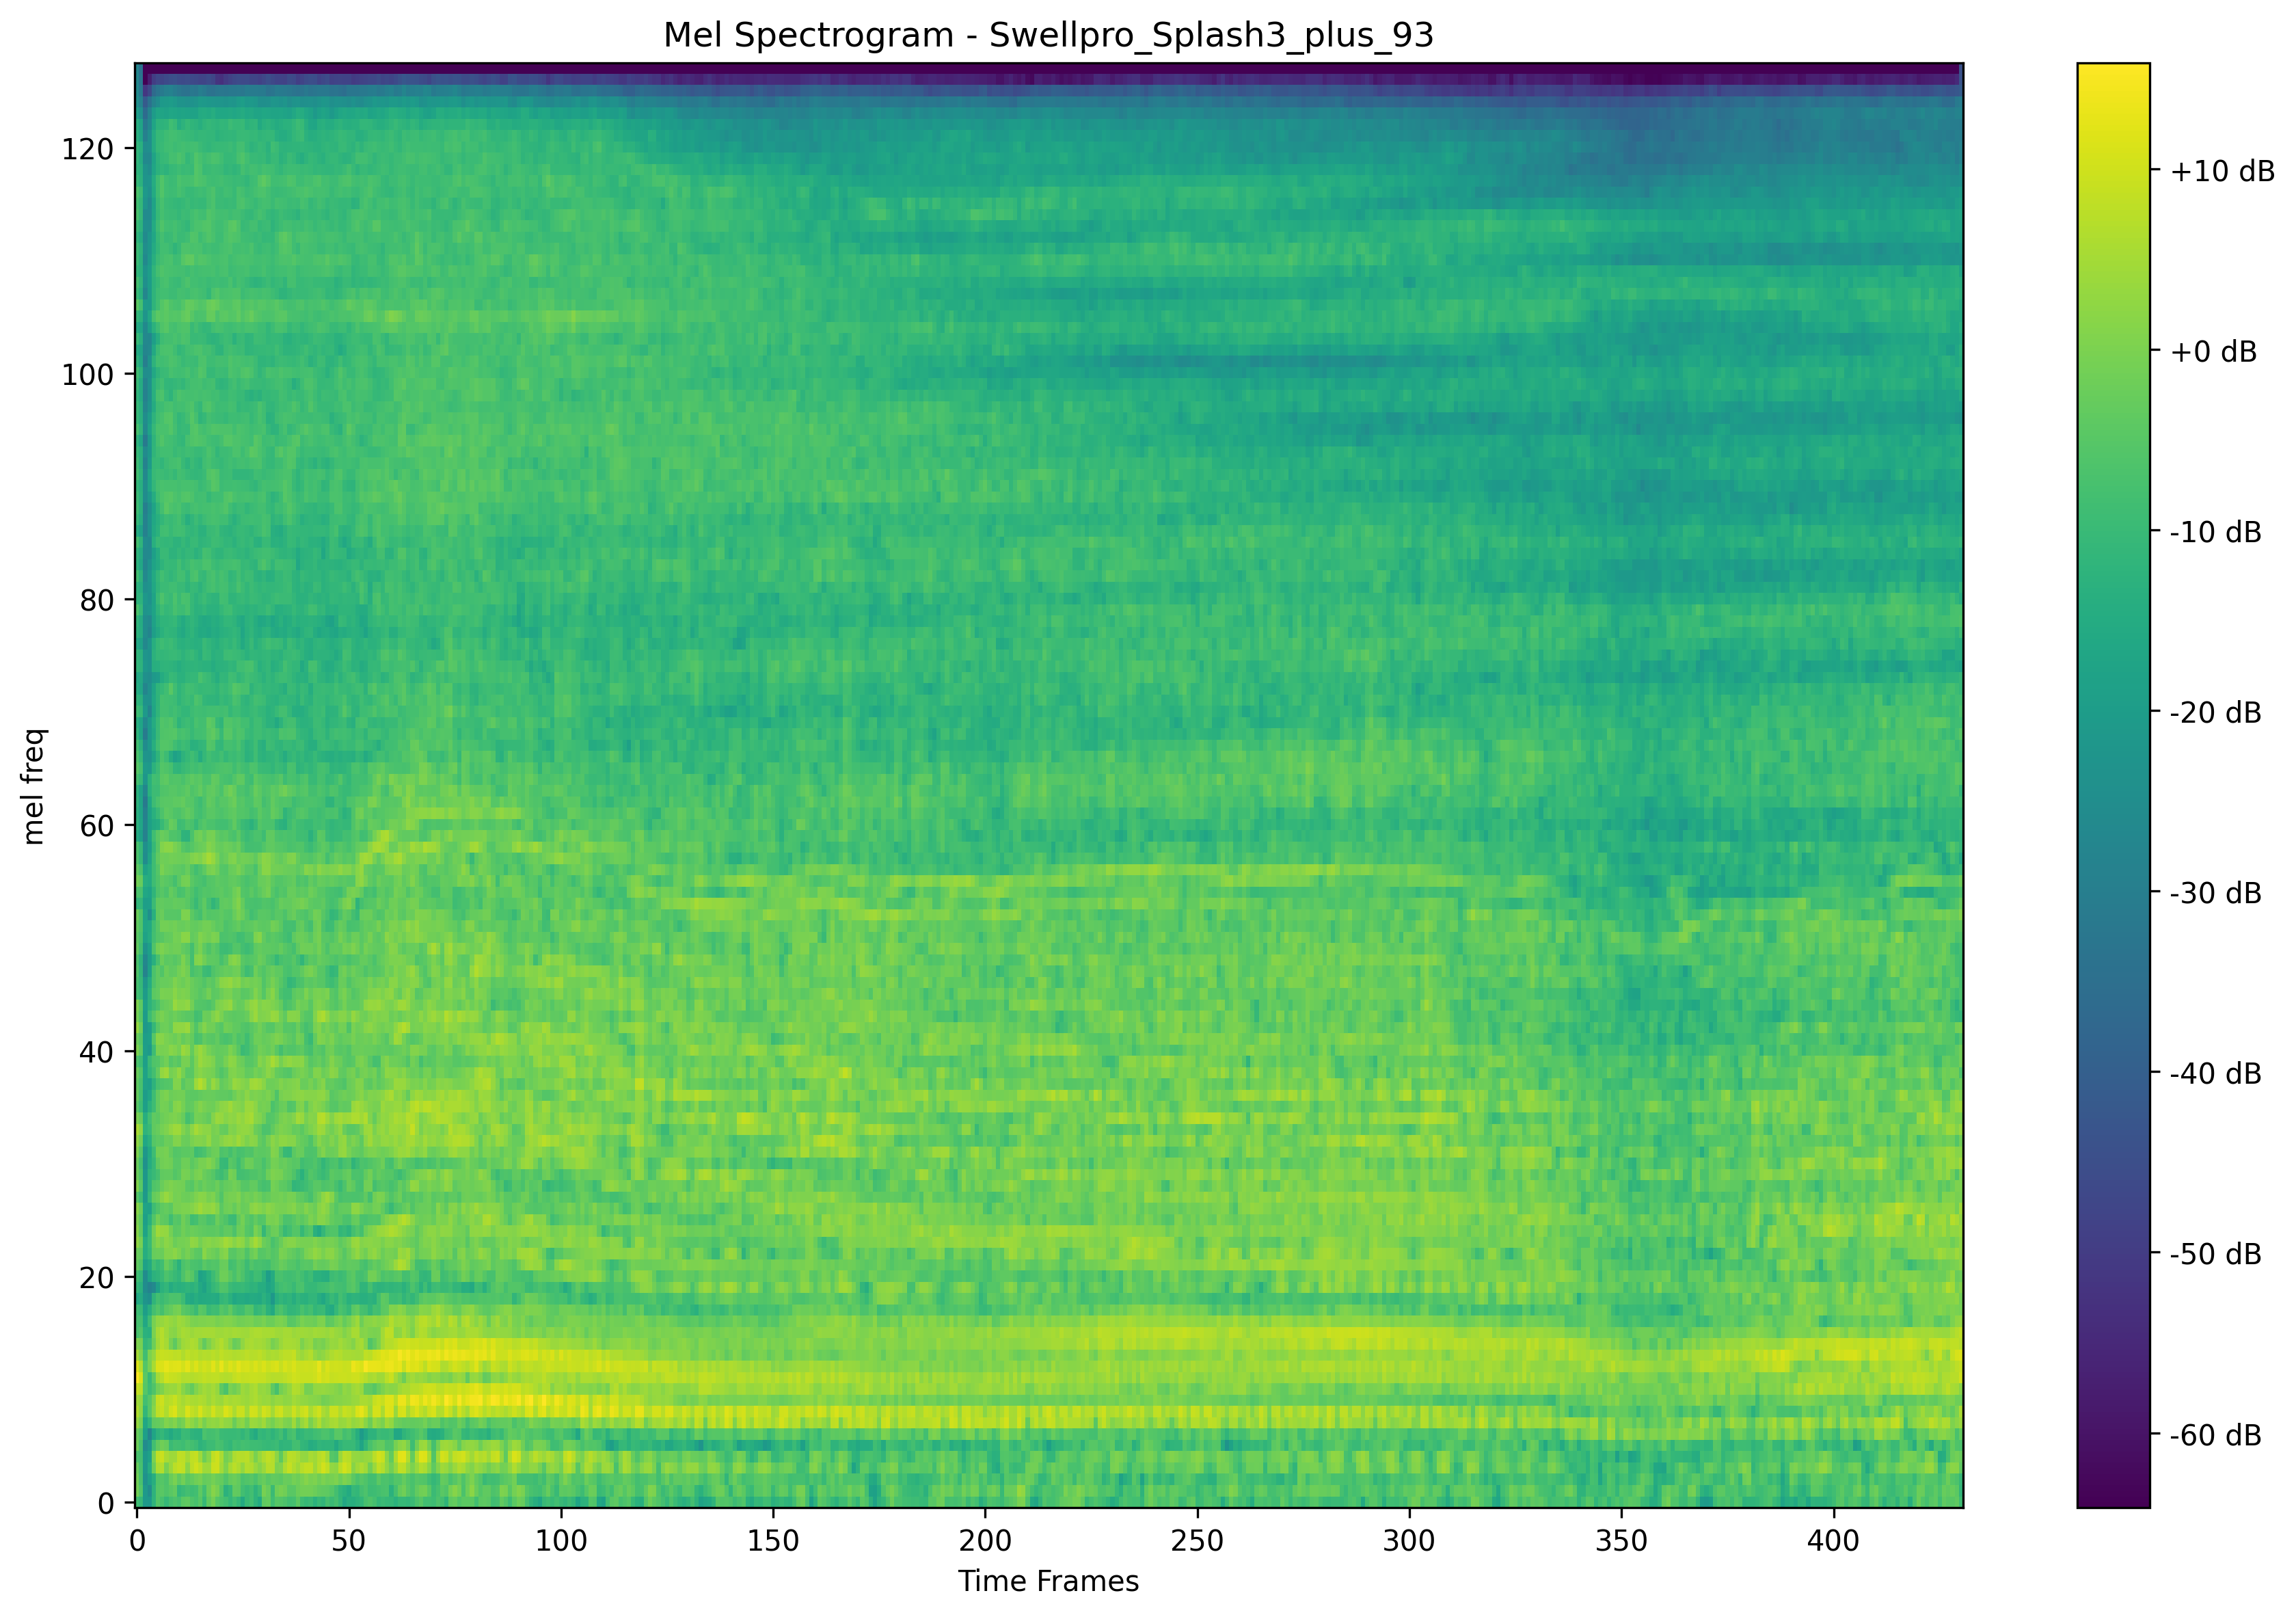 Mel Spectrogram - Swellpro_Splash3_plus_93
mel freq
120
100
80
60
40
20
0
0 50 100 150 200 250 300 350 400
Time Frames
+10 dB
+0 dB
-10 dB
-20 dB
-30 dB
-40 dB
-50 dB
-60 dB